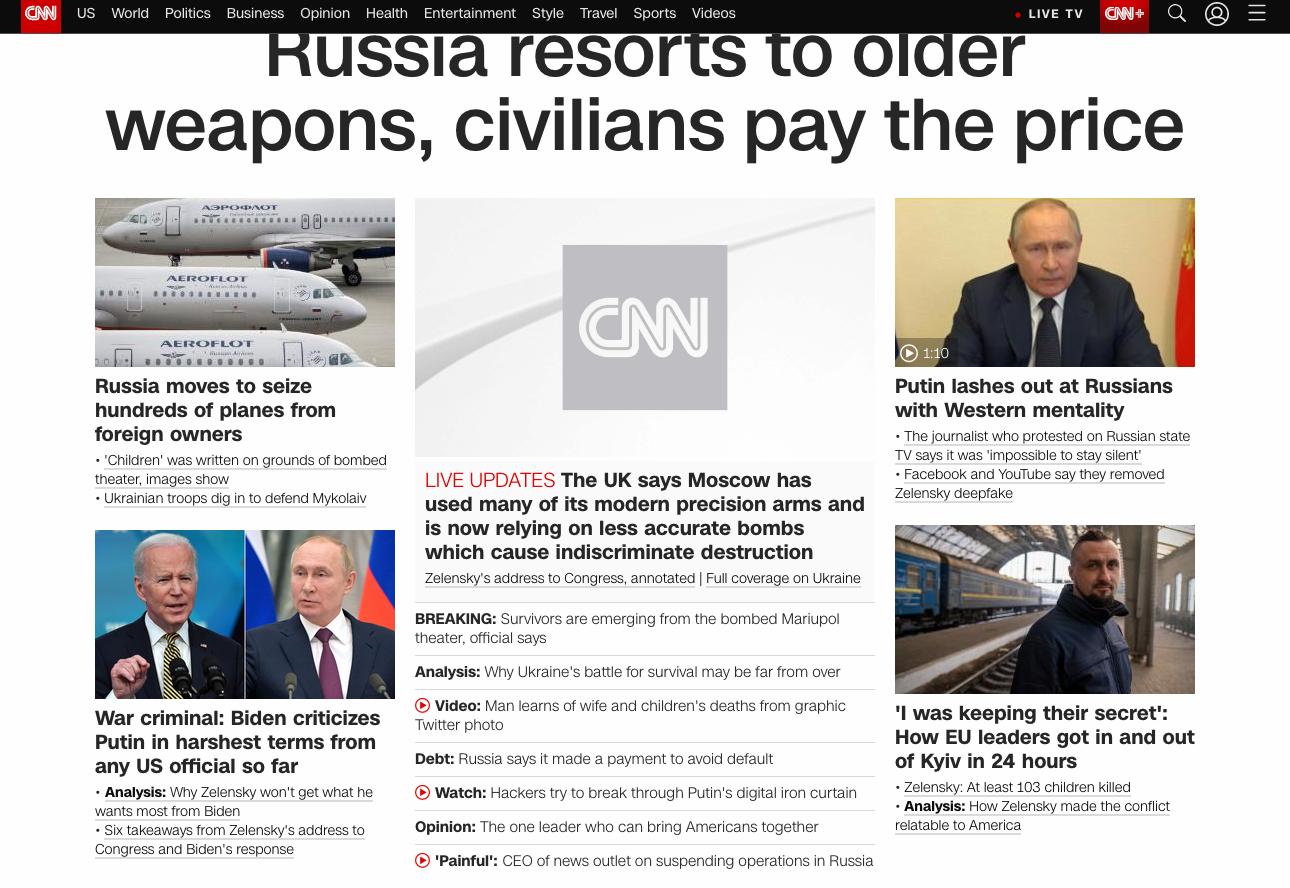 CNN
US World Politics Business Opinion Health Entertainment Style Travel Sports Videos
LIVE TV
CNN+
Russia resorts to older
weapons, civilians pay the price
АЭРОФЛОТ
AEROFLOT
Russian Airlines
AEROFLOT
Russian Airlines
Russia moves to seize
hundreds of planes from
foreign owners
• 'Children' was written on grounds of bombed
theater, images show
• Ukrainian troops dig in to defend Mykolaiv
War criminal: Biden criticizes
Putin in harshest terms from
any US official so far
• Analysis: Why Zelensky won't get what he
wants most from Biden
• Six takeaways from Zelensky's address to
Congress and Biden's response
CNN
LIVE UPDATES The UK says Moscow has
used many of its modern precision arms and
is now relying on less accurate bombs
which cause indiscriminate destruction
Zelensky's address to Congress, annotated | Full coverage on Ukraine
BREAKING: Survivors are emerging from the bombed Mariupol
theater, official says
Analysis: Why Ukraine's battle for survival may be far from over
Video: Man learns of wife and children's deaths from graphic
Twitter photo
Debt: Russia says it made a payment to avoid default
Watch: Hackers try to break through Putin's digital iron curtain
Opinion: The one leader who can bring Americans together
'Painful': CEO of news outlet on suspending operations in Russia
1:10
Putin lashes out at Russians
with Western mentality
• The journalist who protested on Russian state
TV says it was 'impossible to stay silent'
• Facebook and YouTube say they removed
Zelensky deepfake
'I was keeping their secret':
How EU leaders got in and out
of Kyiv in 24 hours
• Zelensky: At least 103 children killed
• Analysis: How Zelensky made the conflict
relatable to America